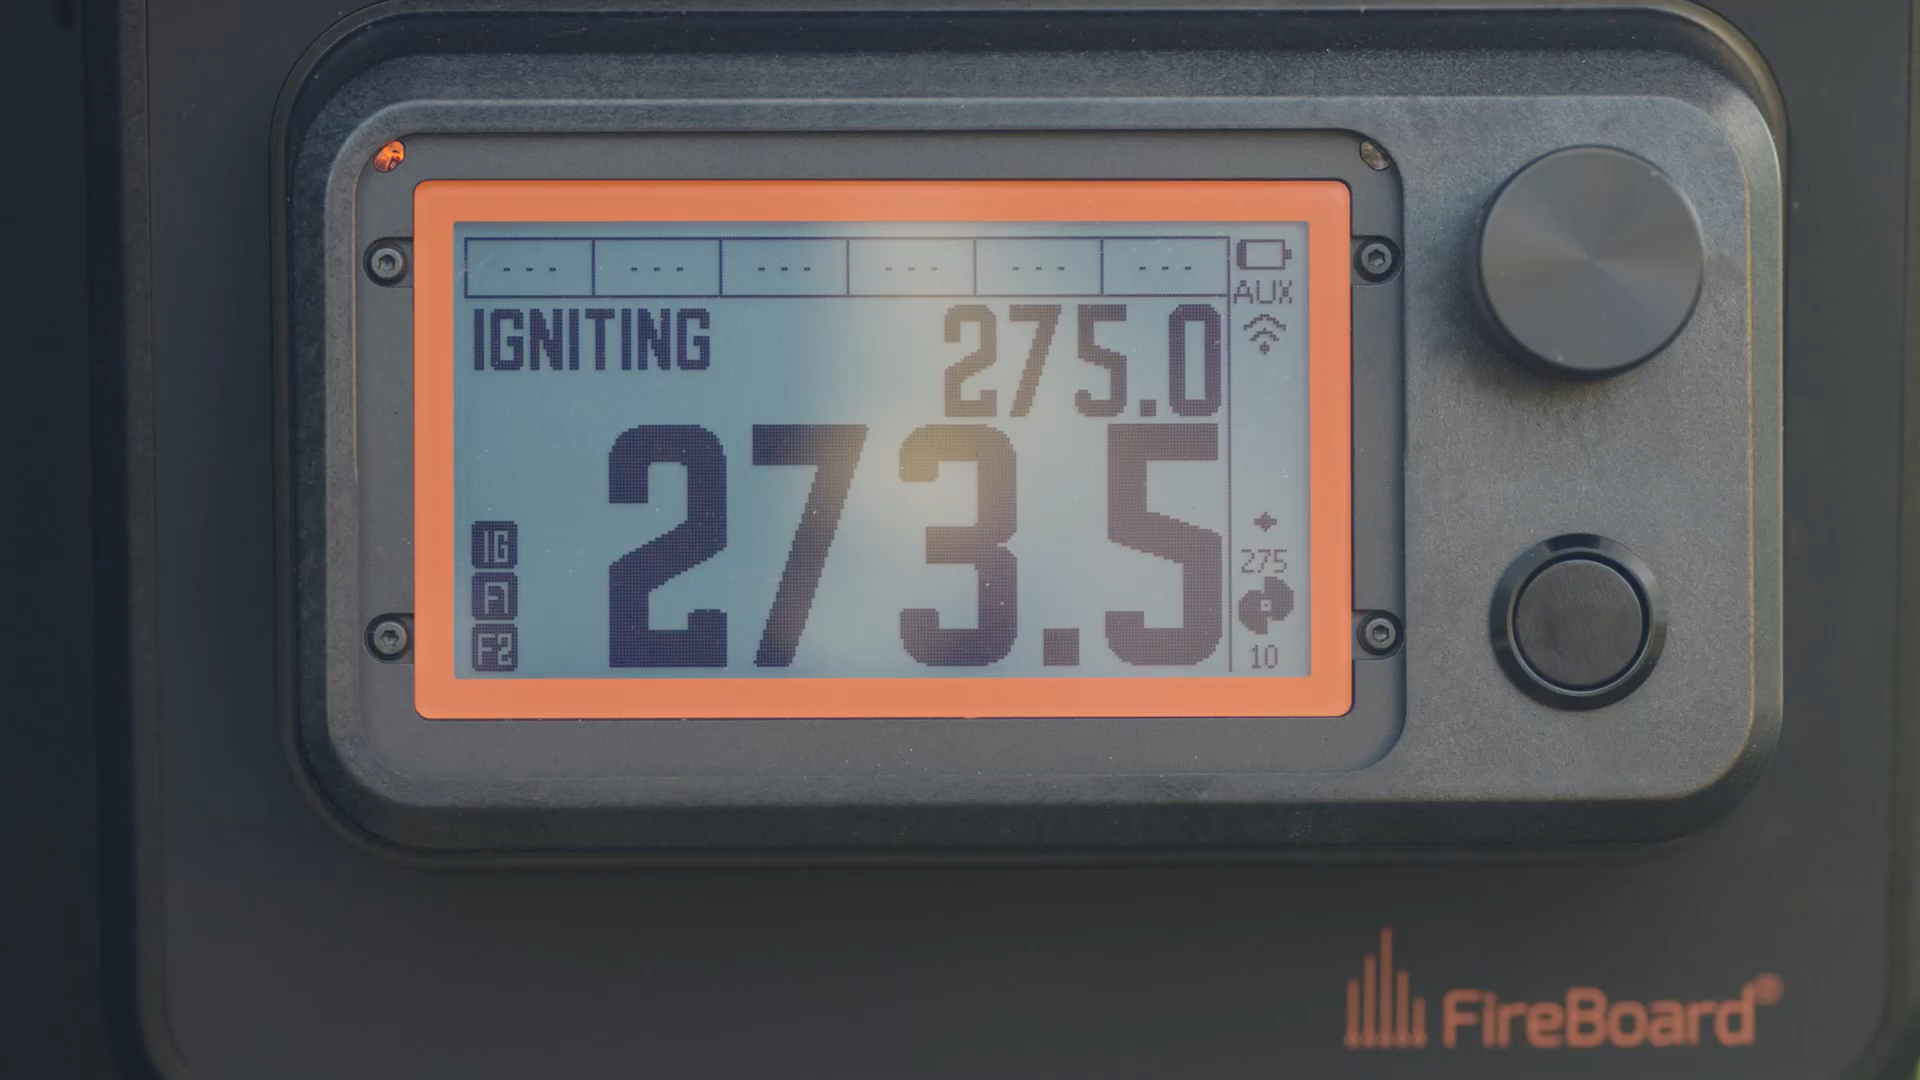 --- --- --- --- --- ---
AUX
IGNITING 275.0
273.5
IG
F1
F2
275
10
FireBoard®